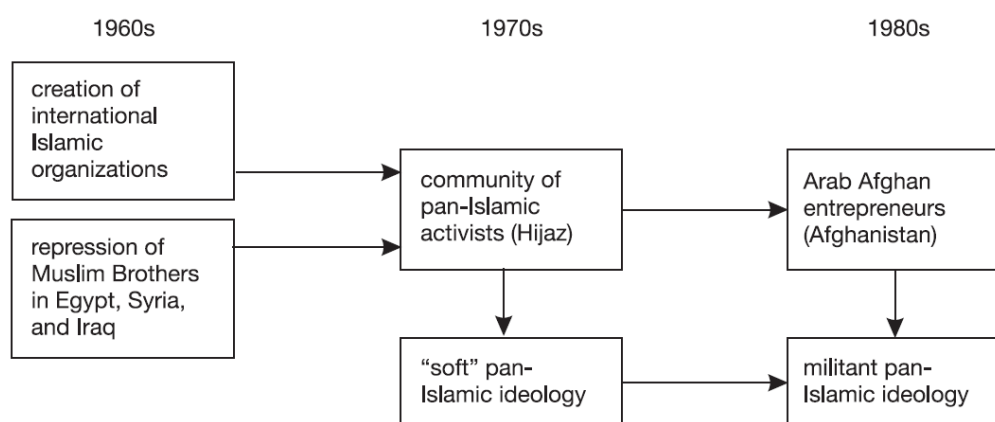 1960s
1970s
1980s
creation of
international
Islamic
organizations
repression of
Muslim Brothers
in Egypt, Syria,
and Iraq
community of
pan-Islamic
activists (Hijaz)
“soft” pan-
Islamic ideology
Arab Afghan
entrepreneurs
(Afghanistan)
militant pan-
Islamic ideology